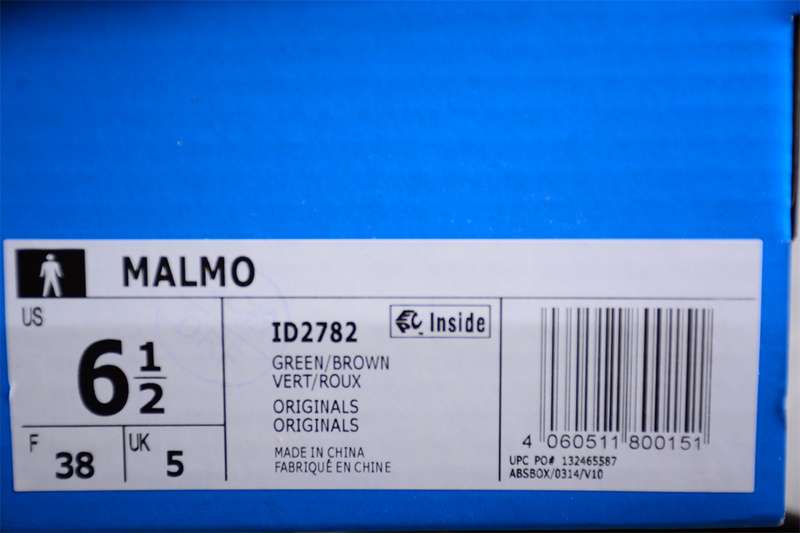 MALMO
US
6 1/2
F
38
UK
5
ID2782
Inside
GREEN/BROWN
VERT/ROUX
ORIGINALS
ORIGINALS
MADE IN CHINA
FABRIQUÉ EN CHINE
4 060511 800151
UPC PO# 132465587
ABSBOX/0314/V10